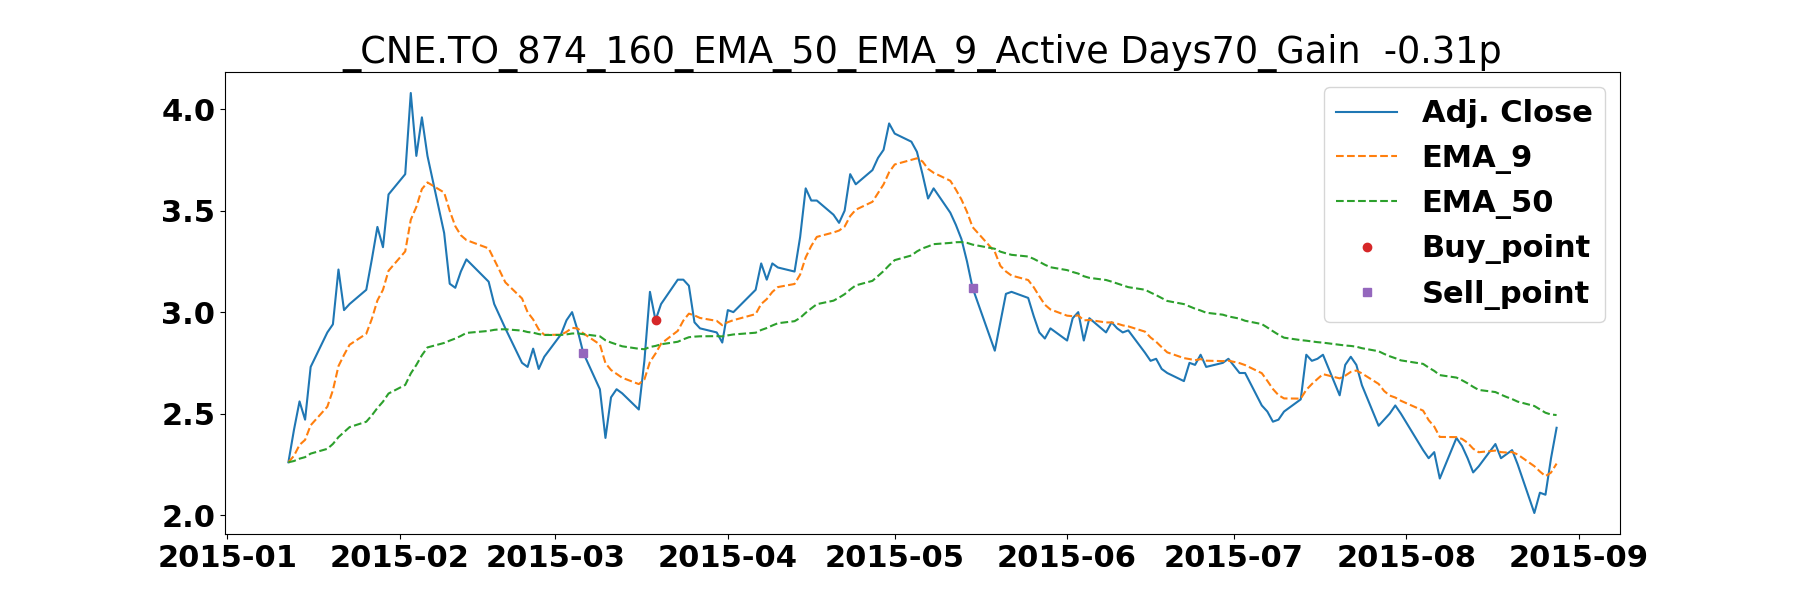 _CNE.TO_874_160_EMA_50_EMA_9_Active Days70_Gain  -0.31p
4.0
3.5
3.0
2.5
2.0
Adj. Close
EMA_9
EMA_50
Buy_point
Sell_point
2015-01 2015-02 2015-03 2015-04 2015-05 2015-06 2015-07 2015-08 2015-09